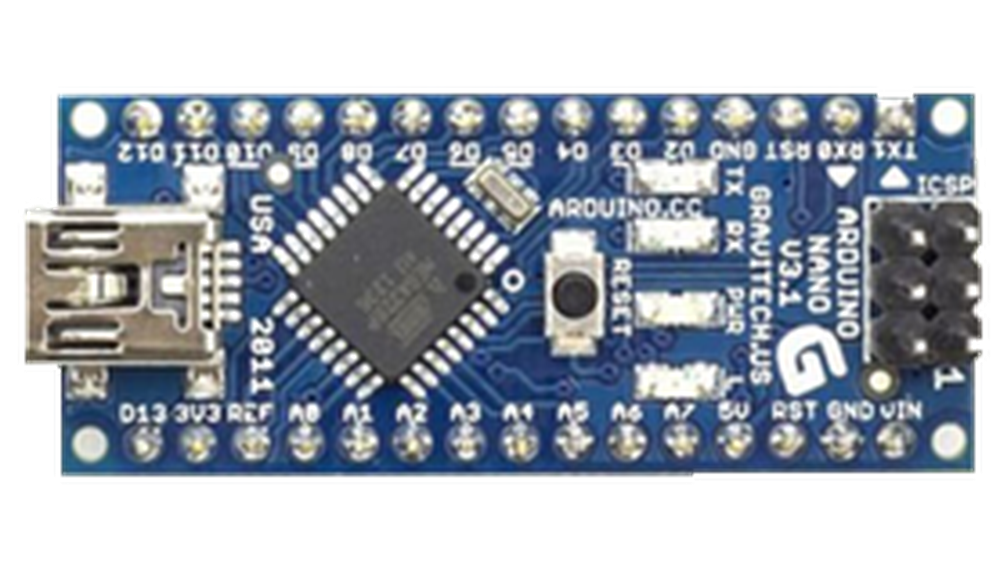 D12 D11 D10 D9 D8 D7 D6 D5 D4 D3 D2 GND RST RX0 TX1
ICSP
USA
2011
ARDUINO.CC
RESET
TX
RX
PWR
L
GRAVITECH.US
ARDUINO
NANO
V3.1
G
1
D13 3V3 REF A0 A1 A2 A3 A4 A5 A6 A7 5V RST GND VIN